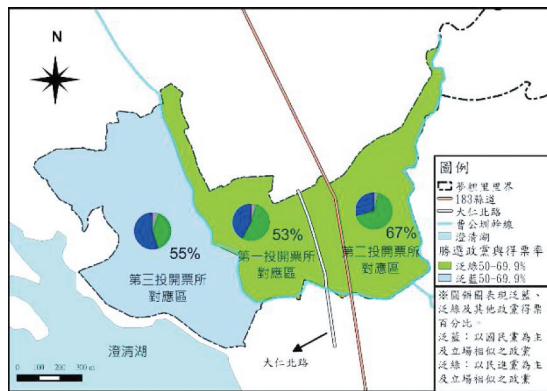 N
55%
第三投開票所
對應區
53%
第一投開票所
對應區
67%
第二投開票所
對應區
大仁北路
澄清湖
0 100 200 300 m
圖例
夢裡里里界
183縣道
大仁北路
曹公圳幹線
澄清湖
勝選政黨與得票率
泛綠50-69.9%
泛藍50-69.9%
※圓餅圖表現泛藍、
泛綠及其他政黨得票
百分比。
泛藍：以國民黨為主
及立場相似之政黨
泛綠：以民進黨為主
及立場相似之政黨